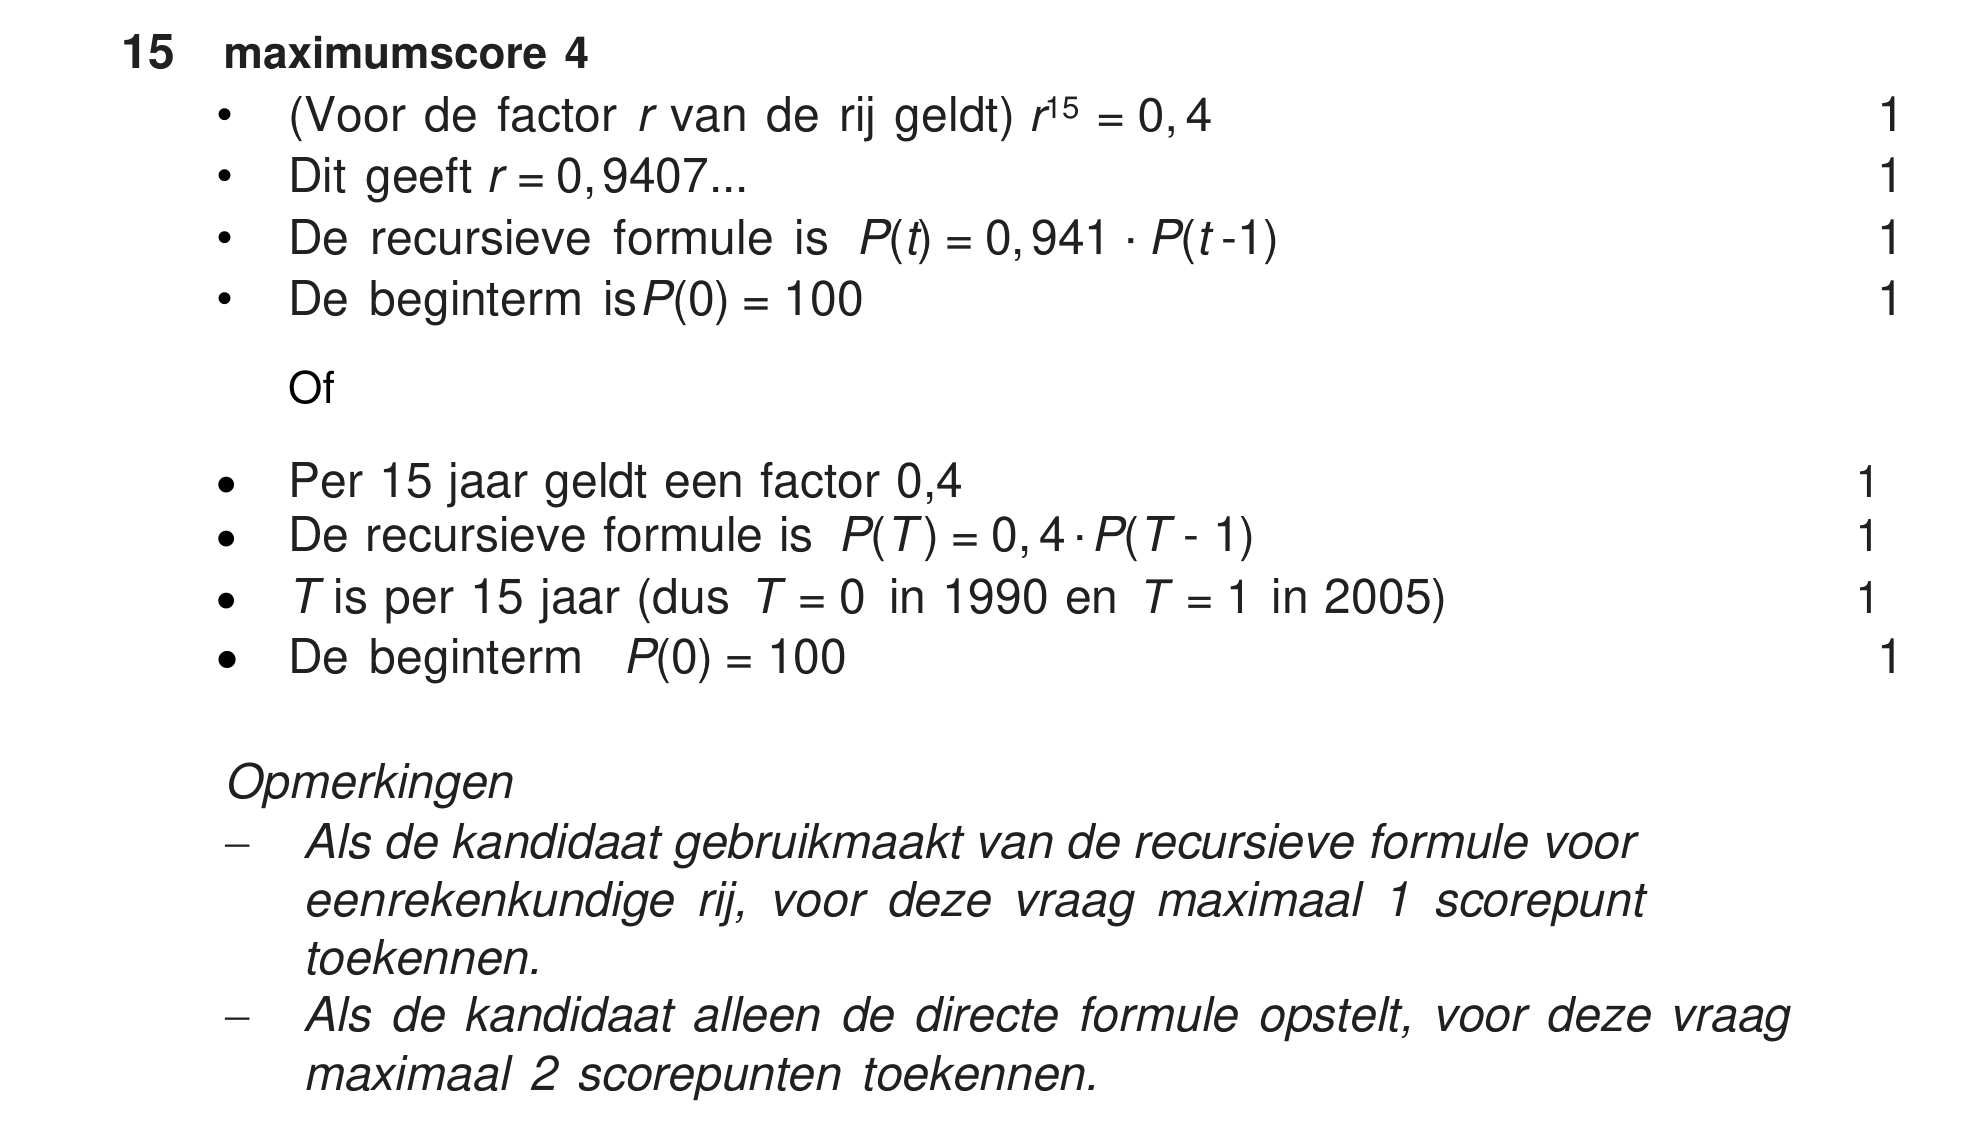 15 maximumscore 4
• (Voor de factor r van de rij geldt) r¹⁵ = 0,4 1
• Dit geeft r = 0,9407... 1
• De recursieve formule is P(t) = 0,941 · P(t -1) 1
• De beginterm is P(0) = 100 1
Of
• Per 15 jaar geldt een factor 0,4 1
• De recursieve formule is P(T) = 0,4 · P(T - 1) 1
• T is per 15 jaar (dus T = 0 in 1990 en T = 1 in 2005) 1
• De beginterm P(0) = 100 1
Opmerkingen
– Als de kandidaat gebruikmaakt van de recursieve formule voor
eenrekenkundige rij, voor deze vraag maximaal 1 scorepunt
toekennen.
– Als de kandidaat alleen de directe formule opstelt, voor deze vraag
maximaal 2 scorepunten toekennen.